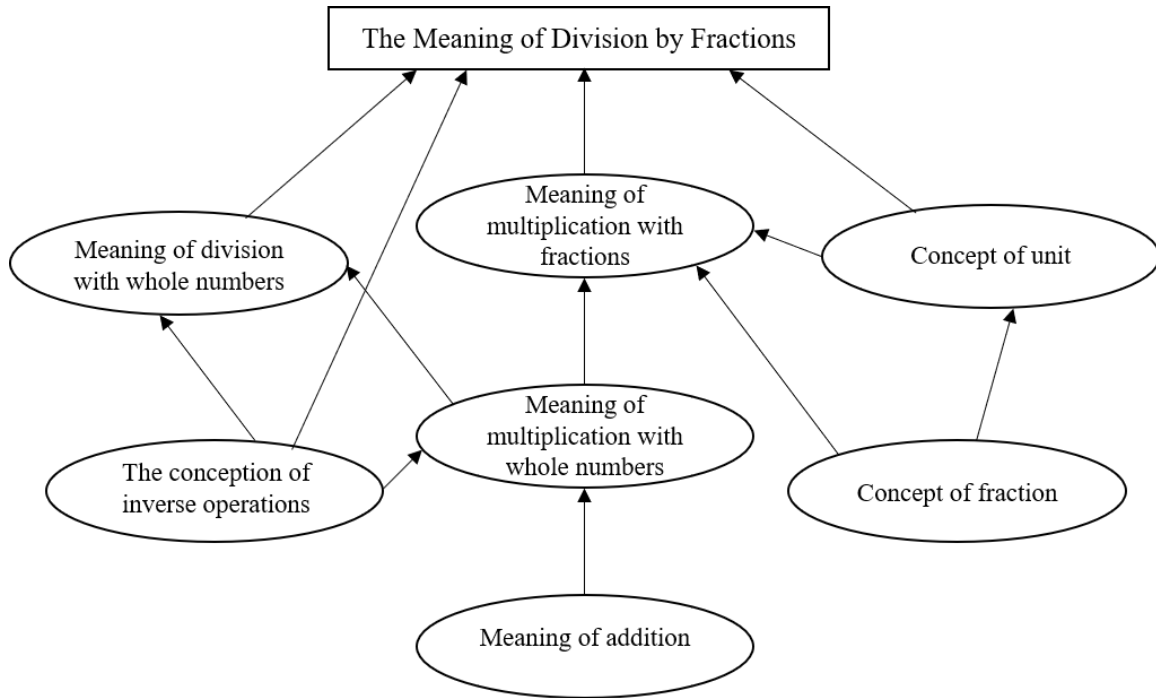 The Meaning of Division by Fractions
Meaning of
multiplication with
fractions
Meaning of division
with whole numbers
Concept of unit
Meaning of
multiplication with
whole numbers
The conception of
inverse operations
Concept of fraction
Meaning of addition